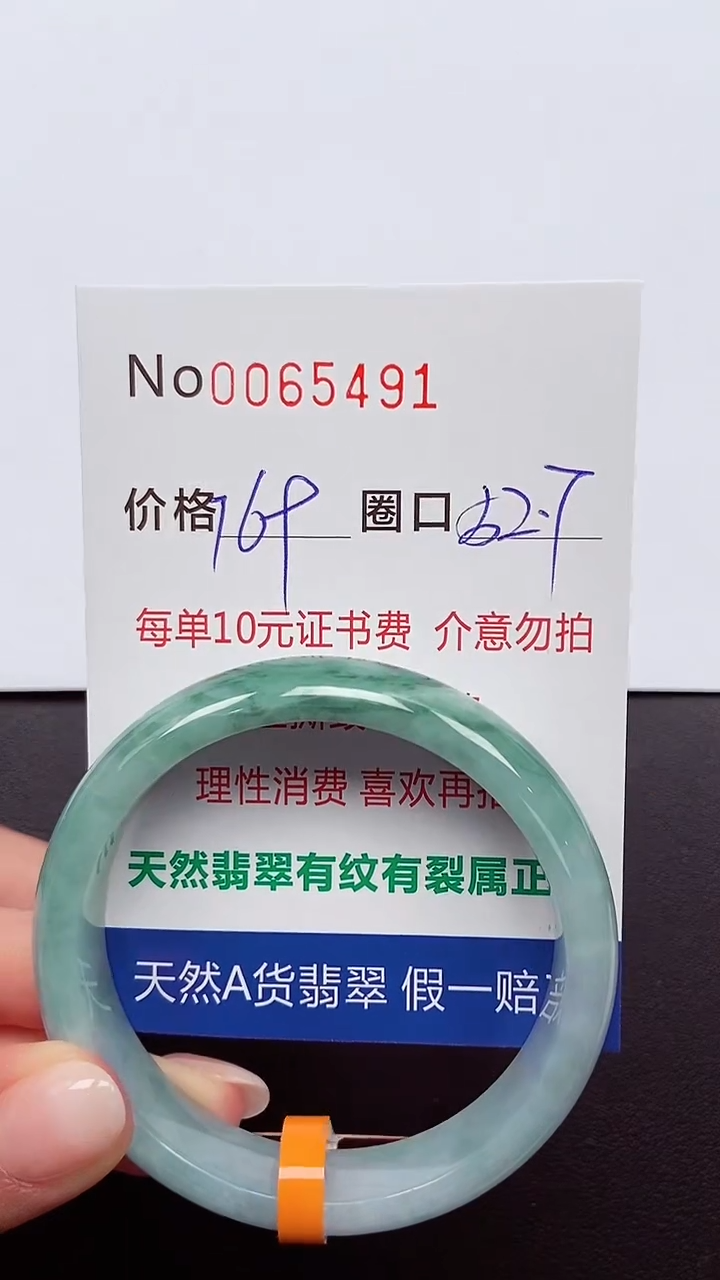 No0065491
价格769 圈口62.7
每单10元证书费 介意勿拍
理性消费 喜欢再拍
天然翡翠有纹有裂属正
天然A货翡翠 假一赔